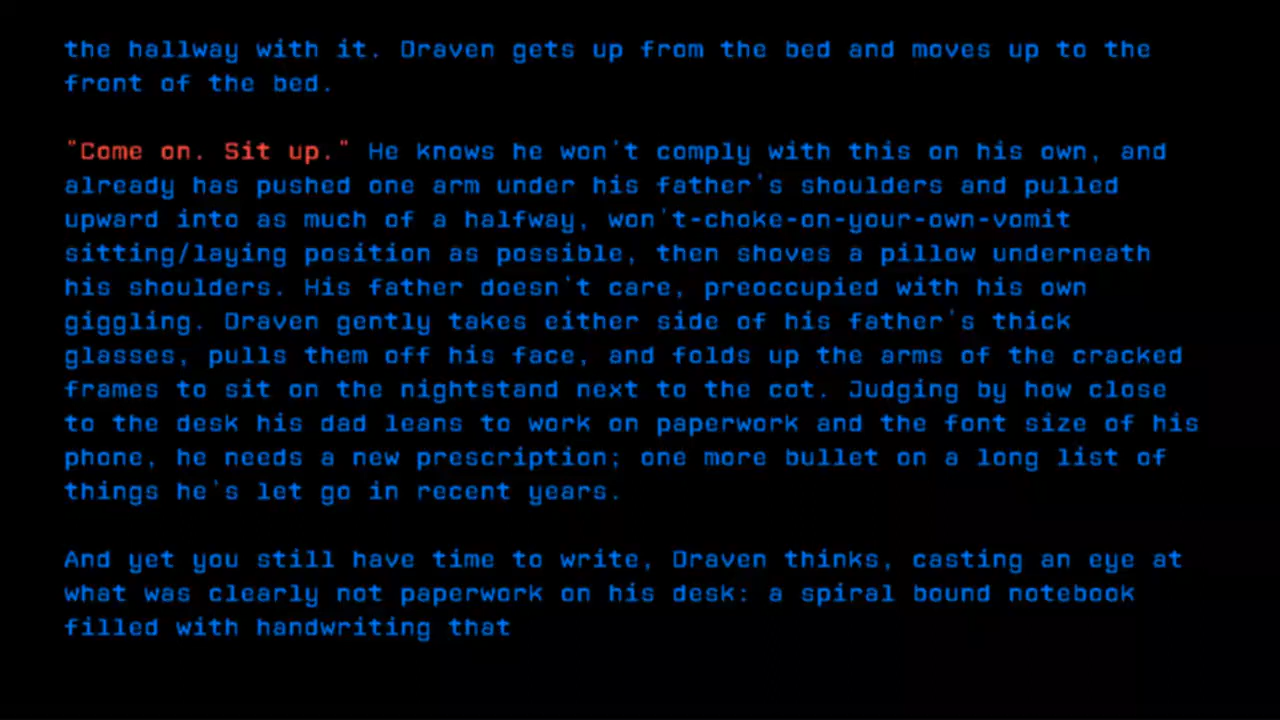 the hallway with it. Draven gets up from the bed and moves up to the
front of the bed.
"Come on. Sit up." He knows he won't comply with this on his own, and
already has pushed one arm under his father's shoulders and pulled
upward into as much of a halfway, won't-choke-on-your-own-vomit
sitting/laying position as possible, then shoves a pillow underneath
his shoulders. His father doesn't care, preoccupied with his own
giggling. Draven gently takes either side of his father's thick
glasses, pulls them off his face, and folds up the arms of the cracked
frames to sit on the nightstand next to the cot. Judging by how close
to the desk his dad leans to work on paperwork and the font size of his
phone, he needs a new prescription; one more bullet on a long list of
things he's let go in recent years.
And yet you still have time to write, Draven thinks, casting an eye at
what was clearly not paperwork on his desk: a spiral bound notebook
filled with handwriting that